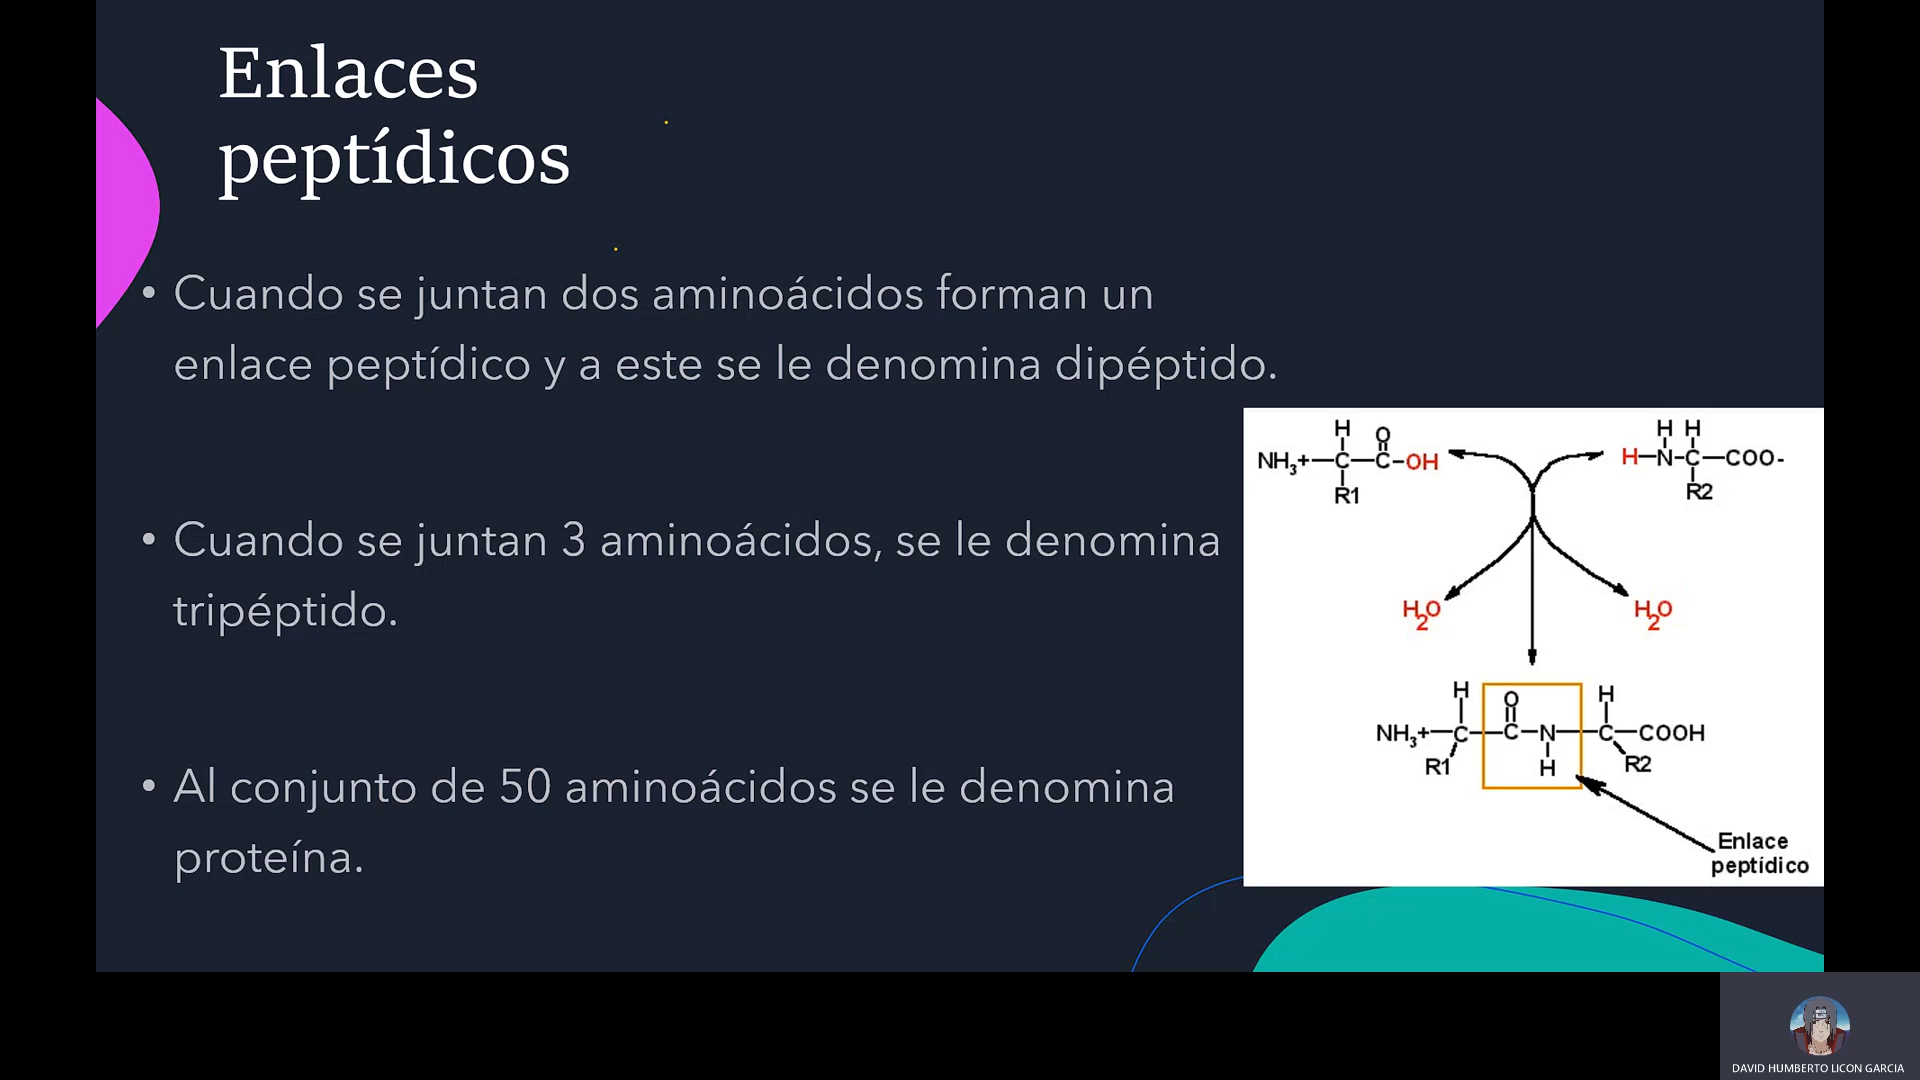 Enlaces
peptídicos
• Cuando se juntan dos aminoácidos forman un
enlace peptídico y a este se le denomina dipéptido.
• Cuando se juntan 3 aminoácidos, se le denomina
tripéptido.
• Al conjunto de 50 aminoácidos se le denomina
proteína.
H O H H
NH3+—C—C-OH H—N-C—COO-
R1 R2
H2O H2O
H O H
NH3+—C—C—N—C—COOH
R1 H R2
Enlace
peptídico
DAVID HUMBERTO LICON GARCIA